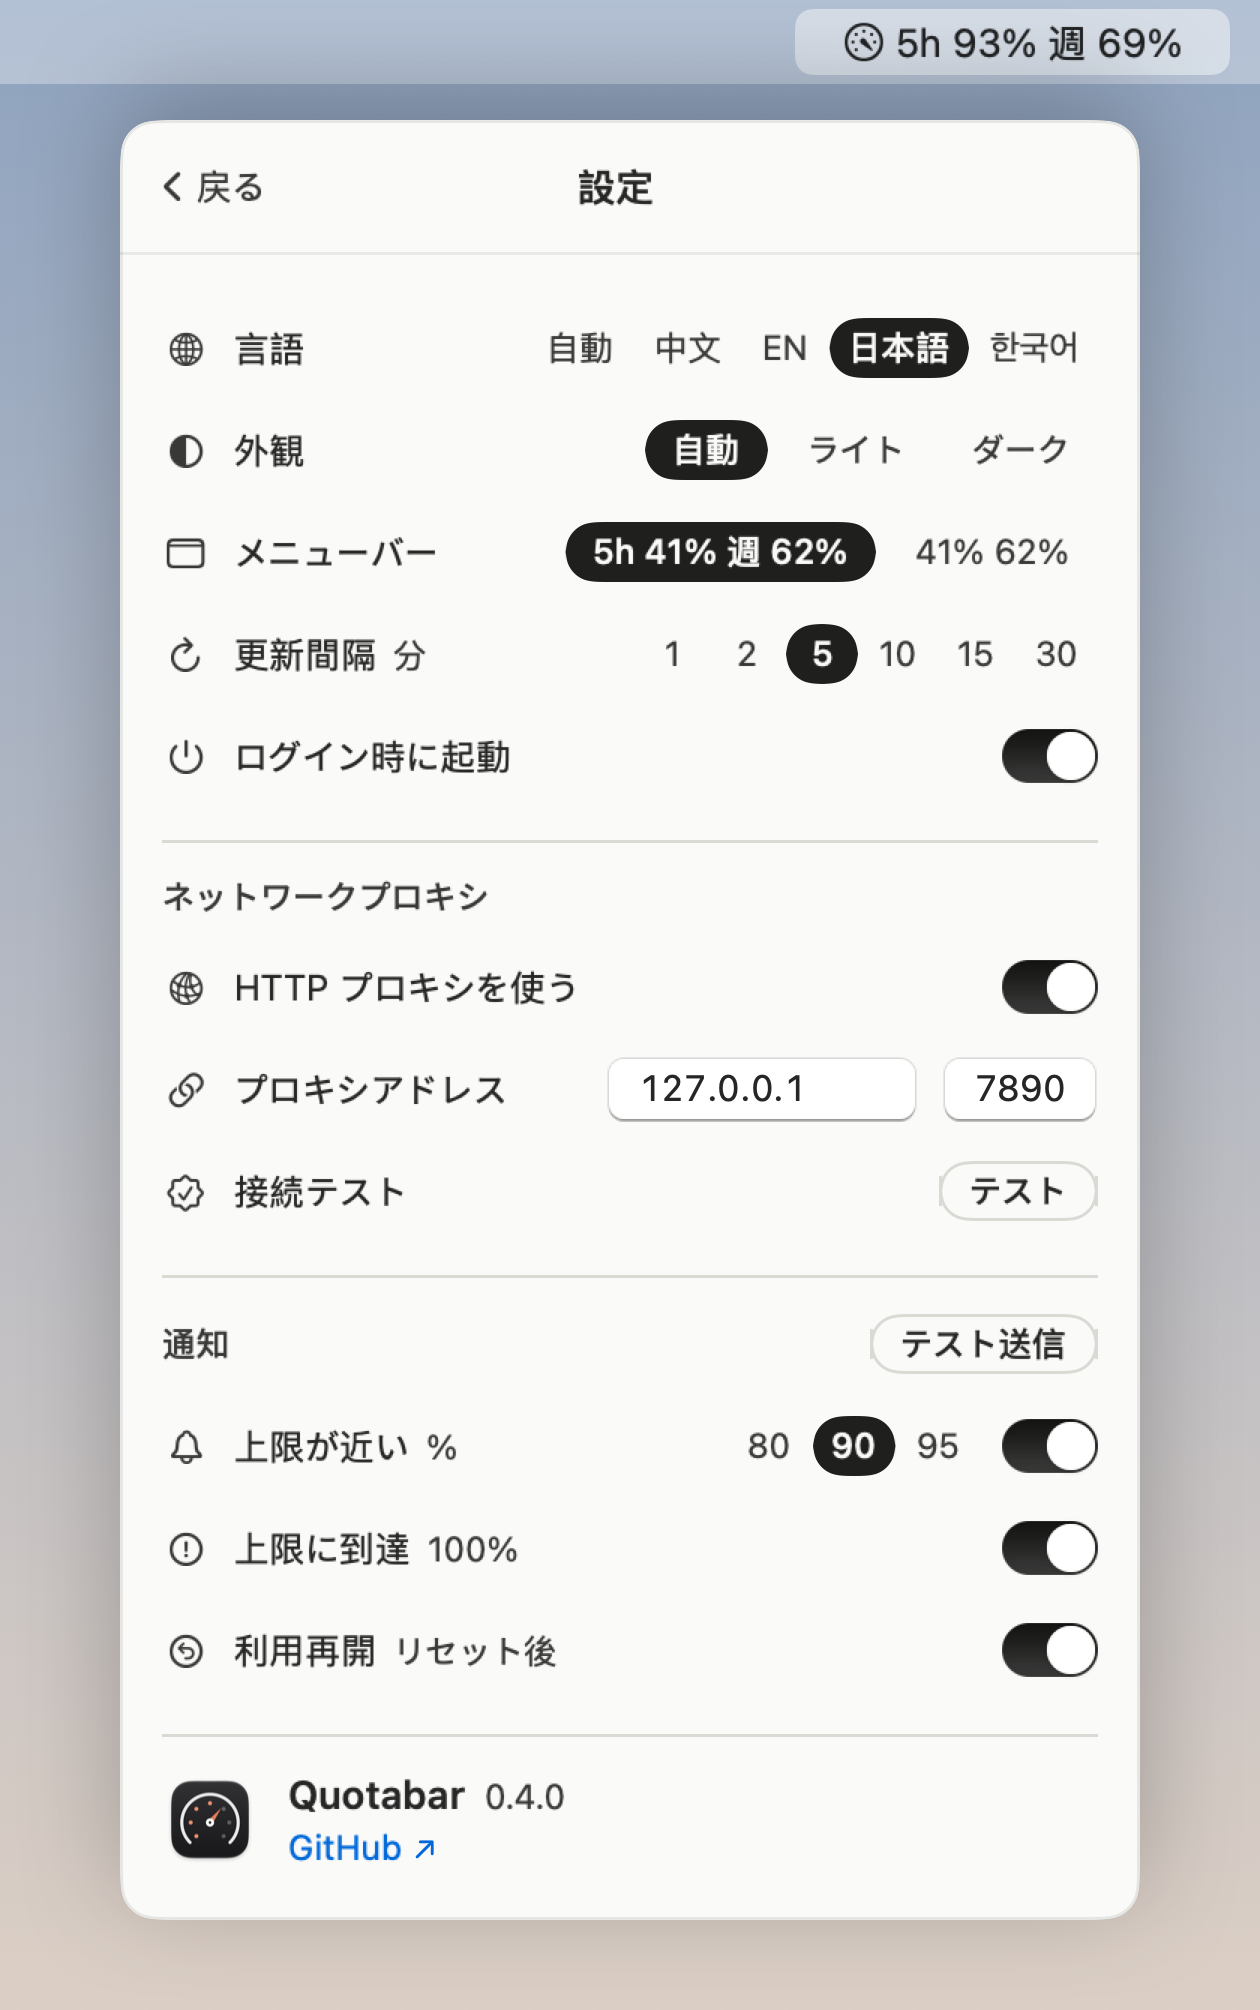 5h 93% 週 69%
戻る
設定
言語 自動 中文 EN 日本語 한국어
外観 自動 ライト ダーク
メニューバー 5h 41% 週 62% 41% 62%
更新間隔 分 1 2 5 10 15 30
ログイン時に起動
ネットワークプロキシ
HTTP プロキシを使う
プロキシアドレス 127.0.0.1 7890
接続テスト テスト
通知 テスト送信
上限が近い % 80 90 95
上限に到達 100%
利用再開 リセット後
Quotabar 0.4.0
GitHub ↗